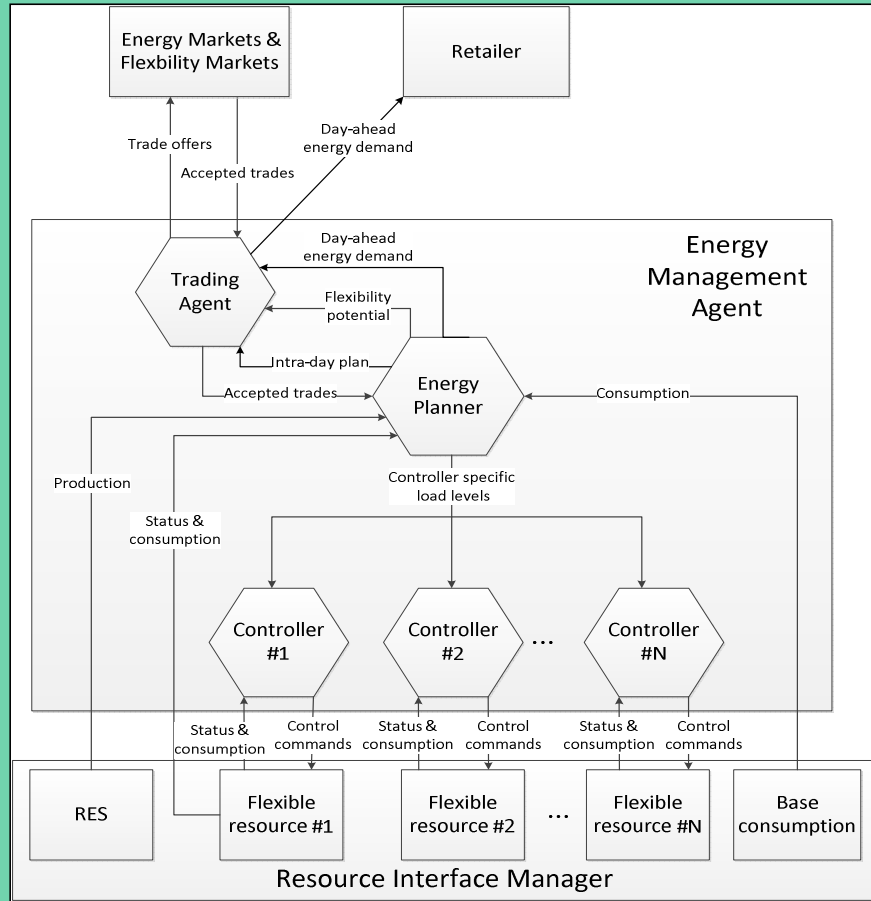 Energy Markets &
Flexbility Markets
Retailer
Trade offers
Accepted trades
Day-ahead
energy demand
Energy
Management
Agent
Trading
Agent
Day-ahead
energy demand
Flexibility
potential
Intra-day plan
Accepted trades
Energy
Planner
Consumption
Production
Status &
consumption
Controller specific
load levels
Controller
#1
Controller
#2
...
Controller
#N
Status &
consumption
Control
commands
Status &
consumption
Control
commands
Status &
consumption
Control
commands
RES
Flexible
resource #1
Flexible
resource #2
...
Flexible
resource #N
Base
consumption
Resource Interface Manager